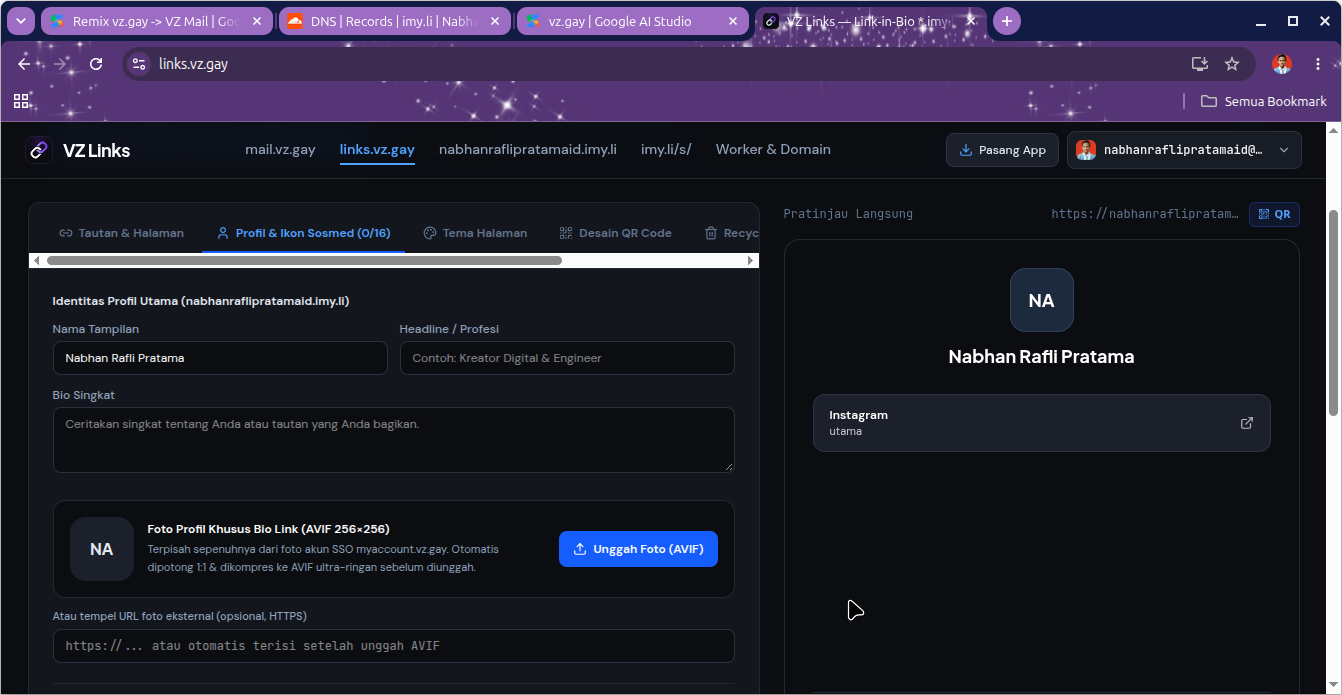 Remix vz.gay -> VZ Mail | Goo
DNS | Records | imy.li | Nabha
vz.gay | Google AI Studio
VZ Links — Link-in-Bio *.imy
links.vz.gay
Semua Bookmark
VZ Links
mail.vz.gay
links.vz.gay
nabhanraflipratamaid.imy.li
imy.li/s/
Worker & Domain
Pasang App
nabhanraflipratamaid@…
Tautan & Halaman
Profil & Ikon Sosmed (0/16)
Tema Halaman
Desain QR Code
Recyc
Identitas Profil Utama (nabhanraflipratamaid.imy.li)
Nama Tampilan
Headline / Profesi
Nabhan Rafli Pratama
Contoh: Kreator Digital & Engineer
Bio Singkat
Ceritakan singkat tentang Anda atau tautan yang Anda bagikan.
NA
Foto Profil Khusus Bio Link (AVIF 256×256)
Terpisah sepenuhnya dari foto akun SSO myaccount.vz.gay. Otomatis
dipotong 1:1 & dikompres ke AVIF ultra-ringan sebelum diunggah.
Unggah Foto (AVIF)
Atau tempel URL foto eksternal (opsional, HTTPS)
https://... atau otomatis terisi setelah unggah AVIF
Pratinjau Langsung
https://nabhanraflipratam…
QR
NA
Nabhan Rafli Pratama
Instagram
utama